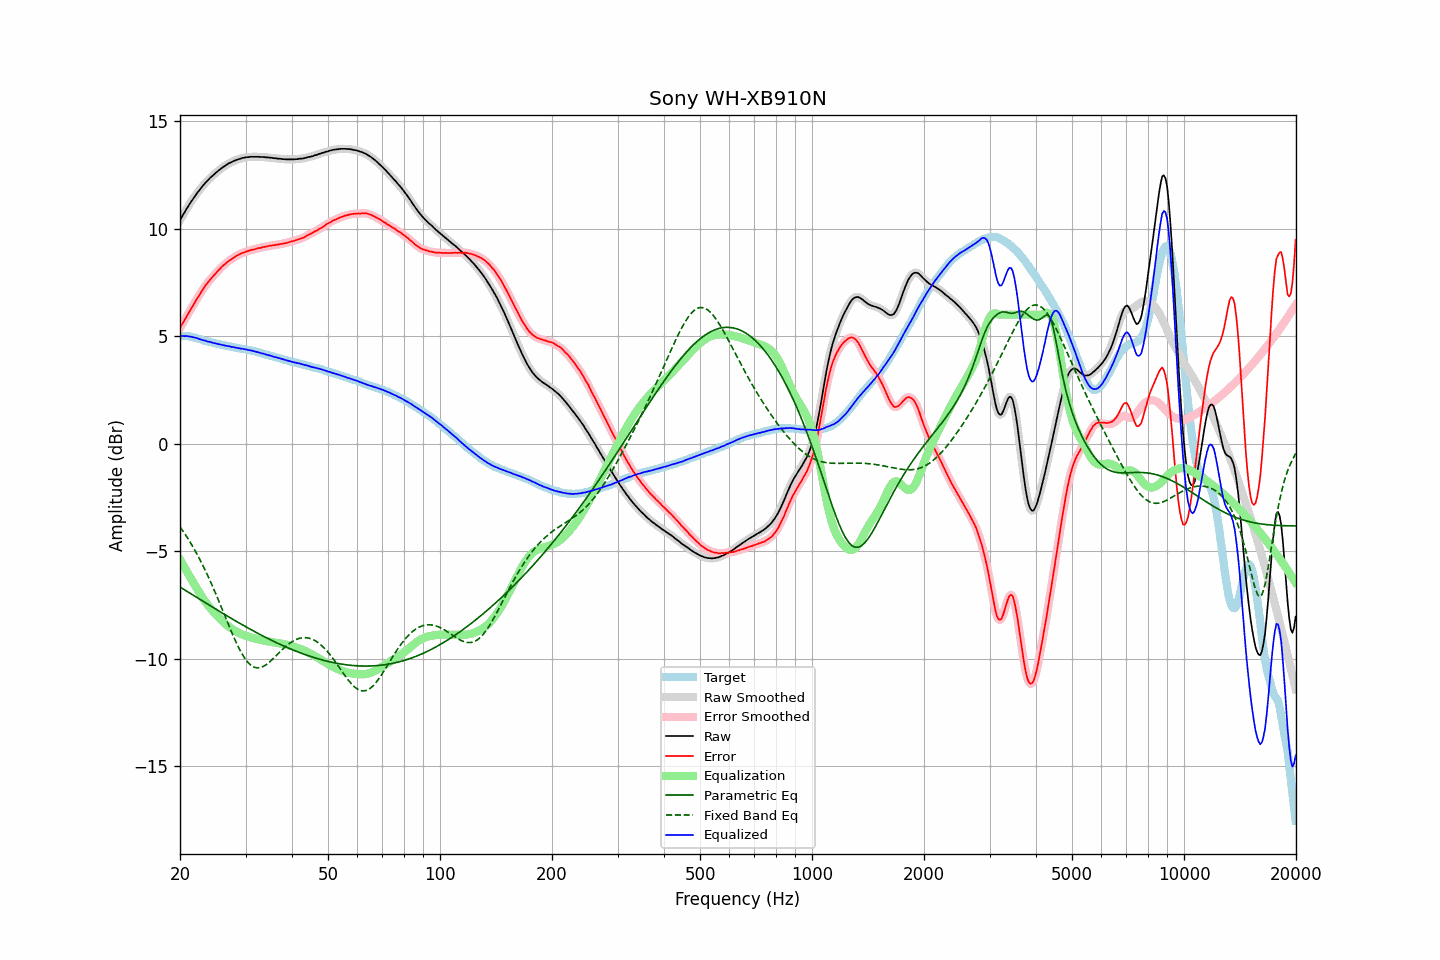 Sony WH-XB910N
15
10
5
0
−5
−10
−15
Amplitude (dBr)
20
50
100
200
500
1000
2000
5000
10000
20000
Frequency (Hz)
Target
Raw Smoothed
Error Smoothed
Raw
Error
Equalization
Parametric Eq
Fixed Band Eq
Equalized